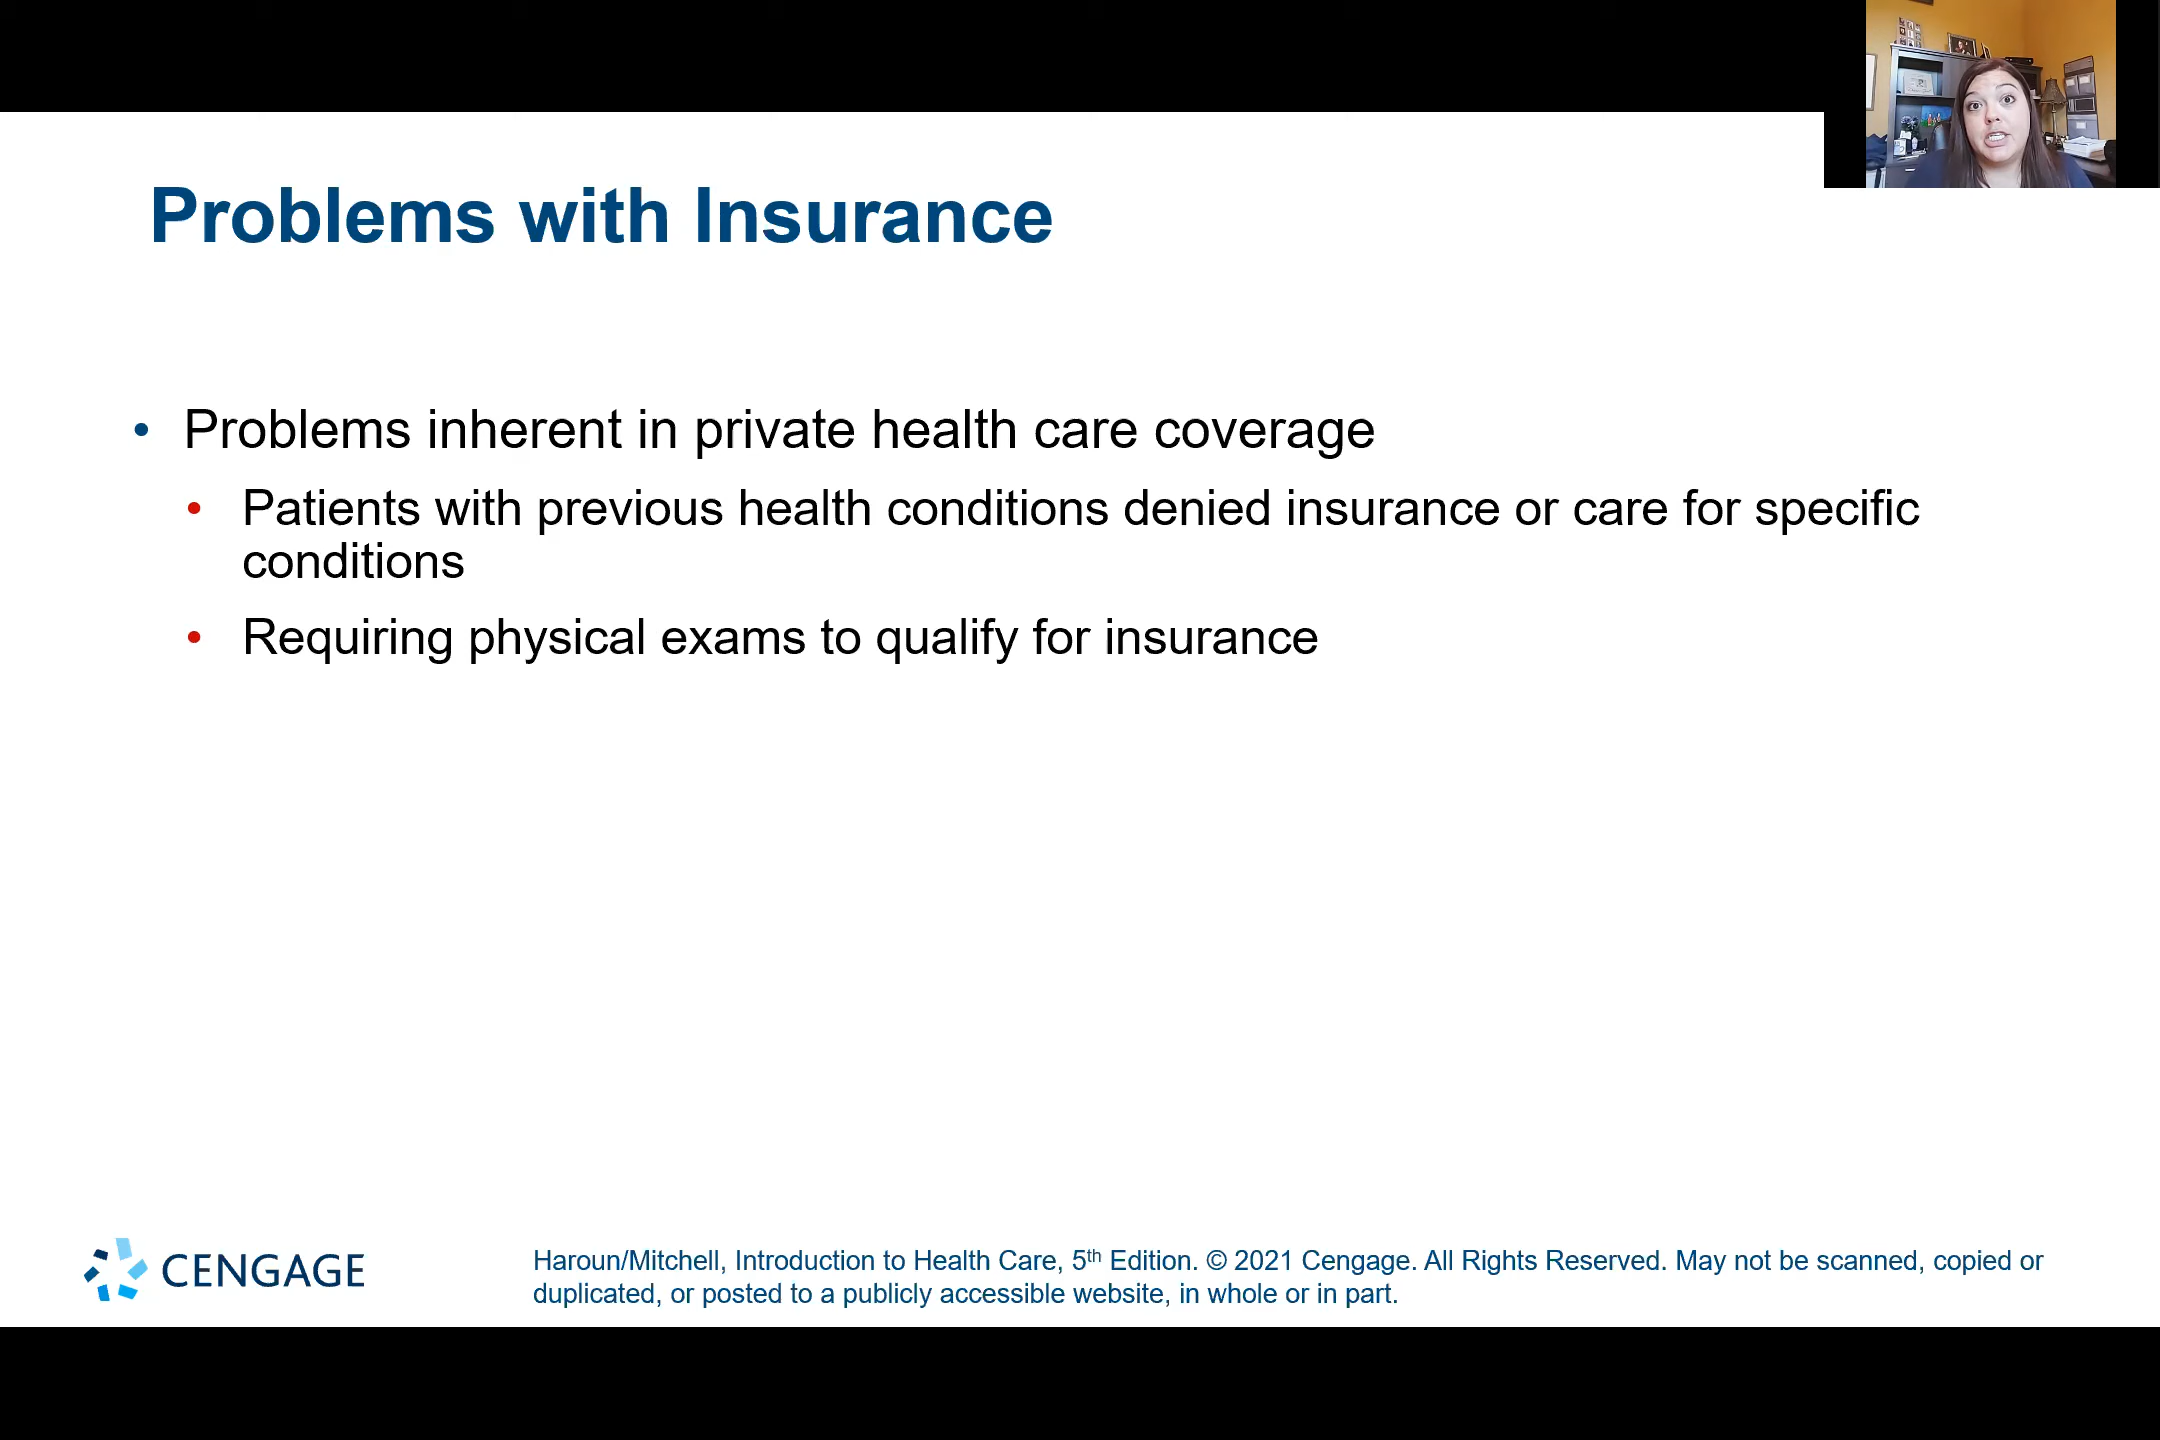 Problems with Insurance
• Problems inherent in private health care coverage
• Patients with previous health conditions denied insurance or care for specific
conditions
• Requiring physical exams to qualify for insurance
CENGAGE
Haroun/Mitchell, Introduction to Health Care, 5th Edition. © 2021 Cengage. All Rights Reserved. May not be scanned, copied or
duplicated, or posted to a publicly accessible website, in whole or in part.